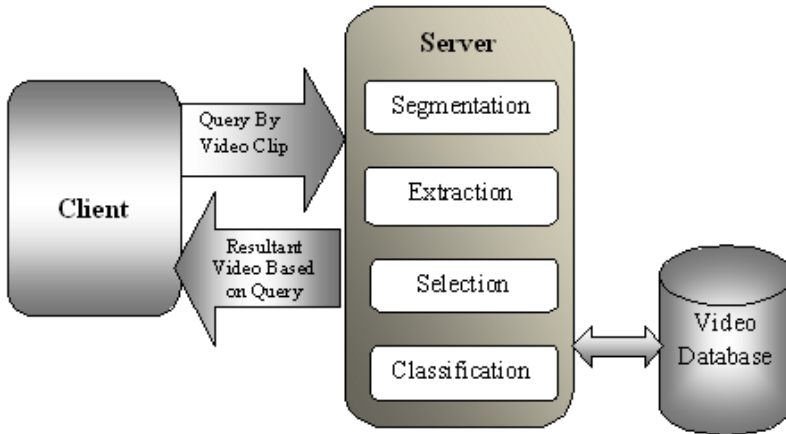 Client
Query By
Video Clip
Resultant
Video Based
on Query
Server
Segmentation
Extraction
Selection
Classification
Video
Database